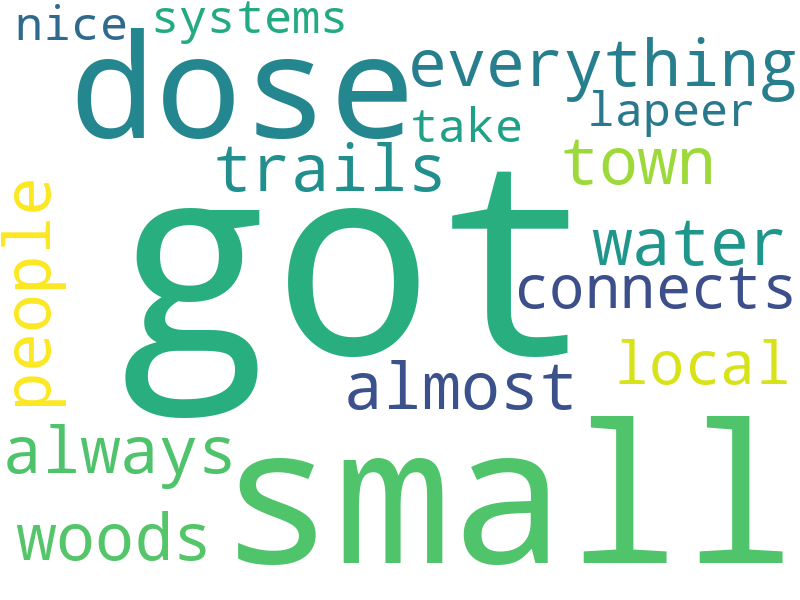 nice
systems
dose
everything
take
lapeer
trails
town
people
got
water
connects
almost
local
always
small
woods